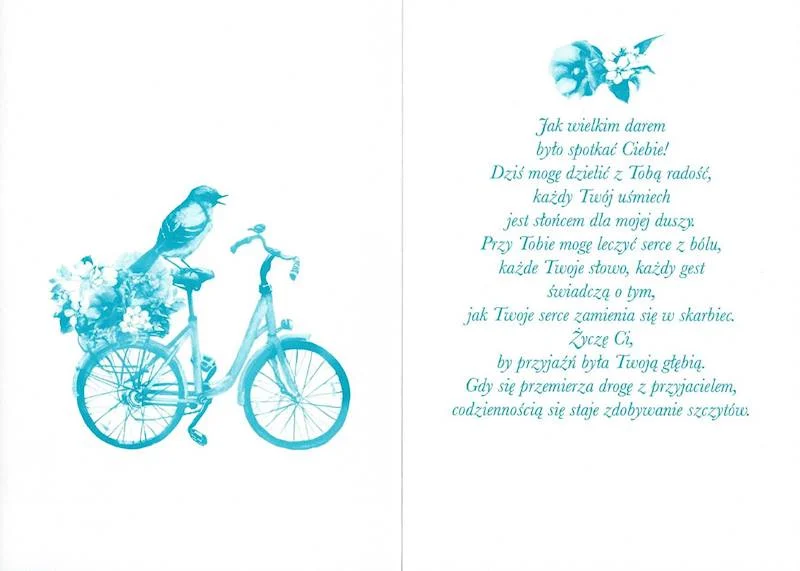 Jak wielkim darem
było spotkać Ciebie!
Dziś mogę dzielić z Tobą radość,
każdy Twój uśmiech
jest słońcem dla mojej duszy.
Przy Tobie mogę leczyć serce z bólu,
każde Twoje słowo, każdy gest
świadczą o tym,
jak Twoje serce zamienia się w skarbiec.
Życzę Ci,
by przyjaźń była Twoją głębią.
Gdy się przemierza drogę z przyjacielem,
codziennością się staje zdobywanie szczytów.